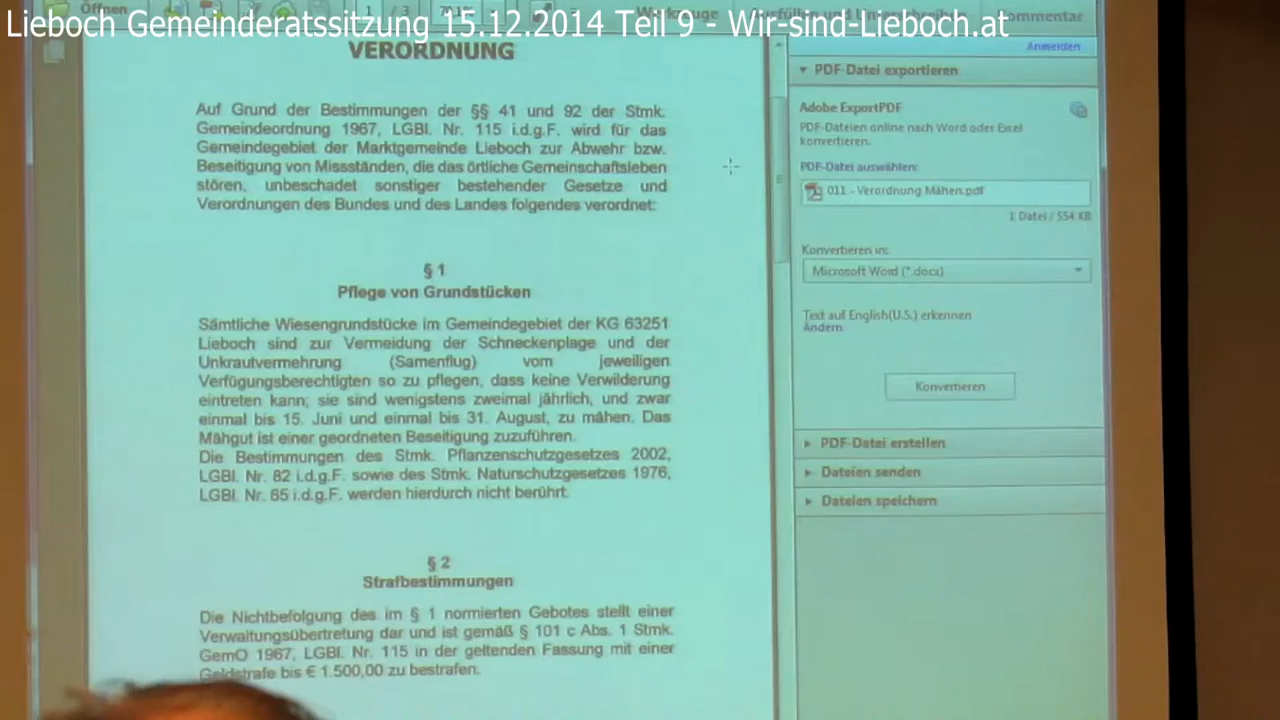 Lieboch Gemeinderatssitzung 15.12.2014 Teil 9 - Wir-sind-Lieboch.at
Öffnen 1 / 3 Werkzeuge Kommentar
Anmelden
VERORDNUNG
Auf Grund der Bestimmungen der §§ 41 und 92 der Stmk.
Gemeindeordnung 1967, LGBl. Nr. 115 i.d.g.F. wird für das
Gemeindegebiet der Marktgemeinde Lieboch zur Abwehr bzw.
Beseitigung von Missständen, die das örtliche Gemeinschaftsleben
stören, unbeschadet sonstiger bestehender Gesetze und
Verordnungen des Bundes und des Landes folgendes verordnet:
§ 1
Pflege von Grundstücken
Sämtliche Wiesengrundstücke im Gemeindegebiet der KG 63251
Lieboch sind zur Vermeidung der Schneckenplage und der
Unkrautvermehrung (Samenflug) vom jeweiligen
Verfügungsberechtigten so zu pflegen, dass keine Verwilderung
eintreten kann; sie sind wenigstens zweimal jährlich, und zwar
einmal bis 15. Juni und einmal bis 31. August, zu mähen. Das
Mähgut ist einer geordneten Beseitigung zuzuführen.
Die Bestimmungen des Stmk. Pflanzenschutzgesetzes 2002,
LGBl. Nr. 82 i.d.g.F. sowie des Stmk. Naturschutzgesetzes 1976,
LGBl. Nr. 65 i.d.g.F. werden hierdurch nicht berührt.
§ 2
Strafbestimmungen
Die Nichtbefolgung des im § 1 normierten Gebotes stellt einer
Verwaltungsübertretung dar und ist gemäß § 101 c Abs. 1 Stmk.
GemO 1967, LGBl. Nr. 115 in der geltenden Fassung mit einer
Geldstrafe bis € 1.500,00 zu bestrafen.
PDF-Datei exportieren
Adobe ExportPDF
PDF-Dateien online nach Word oder Excel
konvertieren.
PDF-Datei auswählen:
011 - Verordnung Mähen.pdf
1 Datei / 554 KB
Konvertieren in:
Microsoft Word (*.docx)
Text auf English(U.S.) erkennen
Ändern
Konvertieren
PDF-Datei erstellen
Dateien senden
Dateien speichern